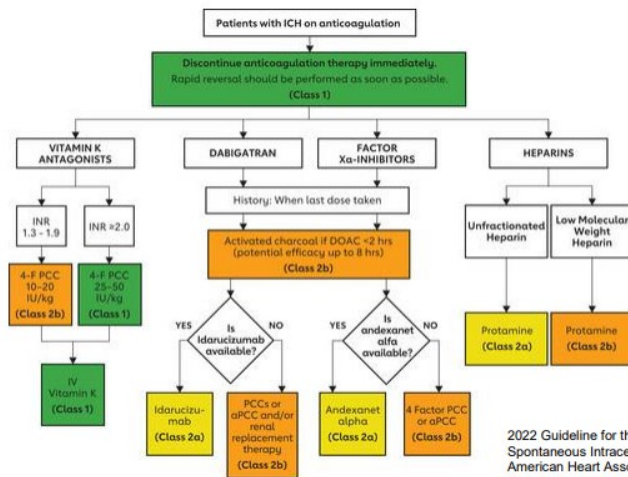 Patients with ICH on anticoagulation
Discontinue anticoagulation therapy immediately.
Rapid reversal should be performed as soon as possible.
(Class 1)
VITAMIN K
ANTAGONISTS
DABIGATRAN
FACTOR
Xa-INHIBITORS
HEPARINS
History: When last dose taken
INR
1.3 – 1.9
INR ≥2.0
Unfractionated
Heparin
Low Molecular
Weight
Heparin
Activated charcoal if DOAC <2 hrs
(potential efficacy up to 8 hrs)
(Class 2b)
4-F PCC
10–20
IU/kg
(Class 2b)
4-F PCC
25–50
IU/kg
(Class 1)
YES
Is
Idarucizumab
available?
NO
YES
Is
andexanet
alfa
available?
NO
Protamine
(Class 2a)
Protamine
(Class 2b)
IV
Vitamin K
(Class 1)
Idarucizu-
mab
(Class 2a)
PCCs or
aPCC and/or
renal
replacement
therapy
(Class 2b)
Andexanet
alpha
(Class 2a)
4 Factor PCC
or aPCC
(Class 2b)
2022 Guideline for
Spontaneous
American Heart